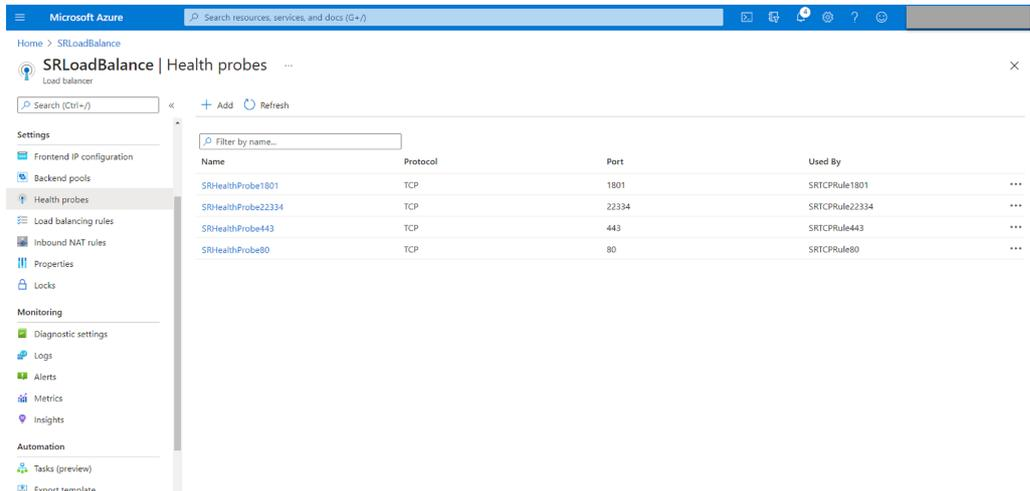 Microsoft Azure
Search resources, services, and docs (G+/)
4
Home > SRLoadBalance
SRLoadBalance | Health probes ...
Load balancer
Search (Ctrl+/)
«
+ Add Refresh
Settings
Filter by name...
Frontend IP configuration
Name Protocol Port Used By
Backend pools
SRHealthProbe1801 TCP 1801 SRTCPRule1801 ...
Health probes
SRHealthProbe22334 TCP 22334 SRTCPRule22334 ...
Load balancing rules
SRHealthProbe443 TCP 443 SRTCPRule443 ...
Inbound NAT rules
SRHealthProbe80 TCP 80 SRTCPRule80 ...
Properties
Locks
Monitoring
Diagnostic settings
Logs
Alerts
Metrics
Insights
Automation
Tasks (preview)
Export template